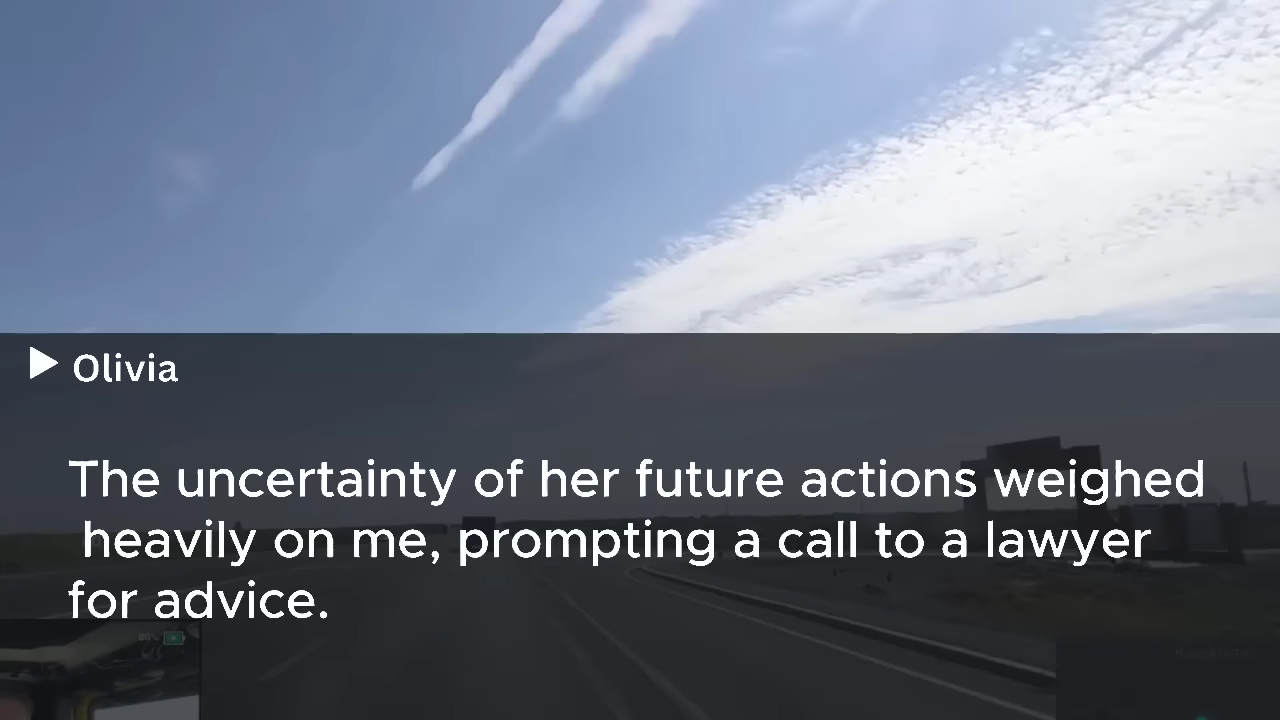 Olivia
The uncertainty of her future actions weighed
heavily on me, prompting a call to a lawyer
for advice.